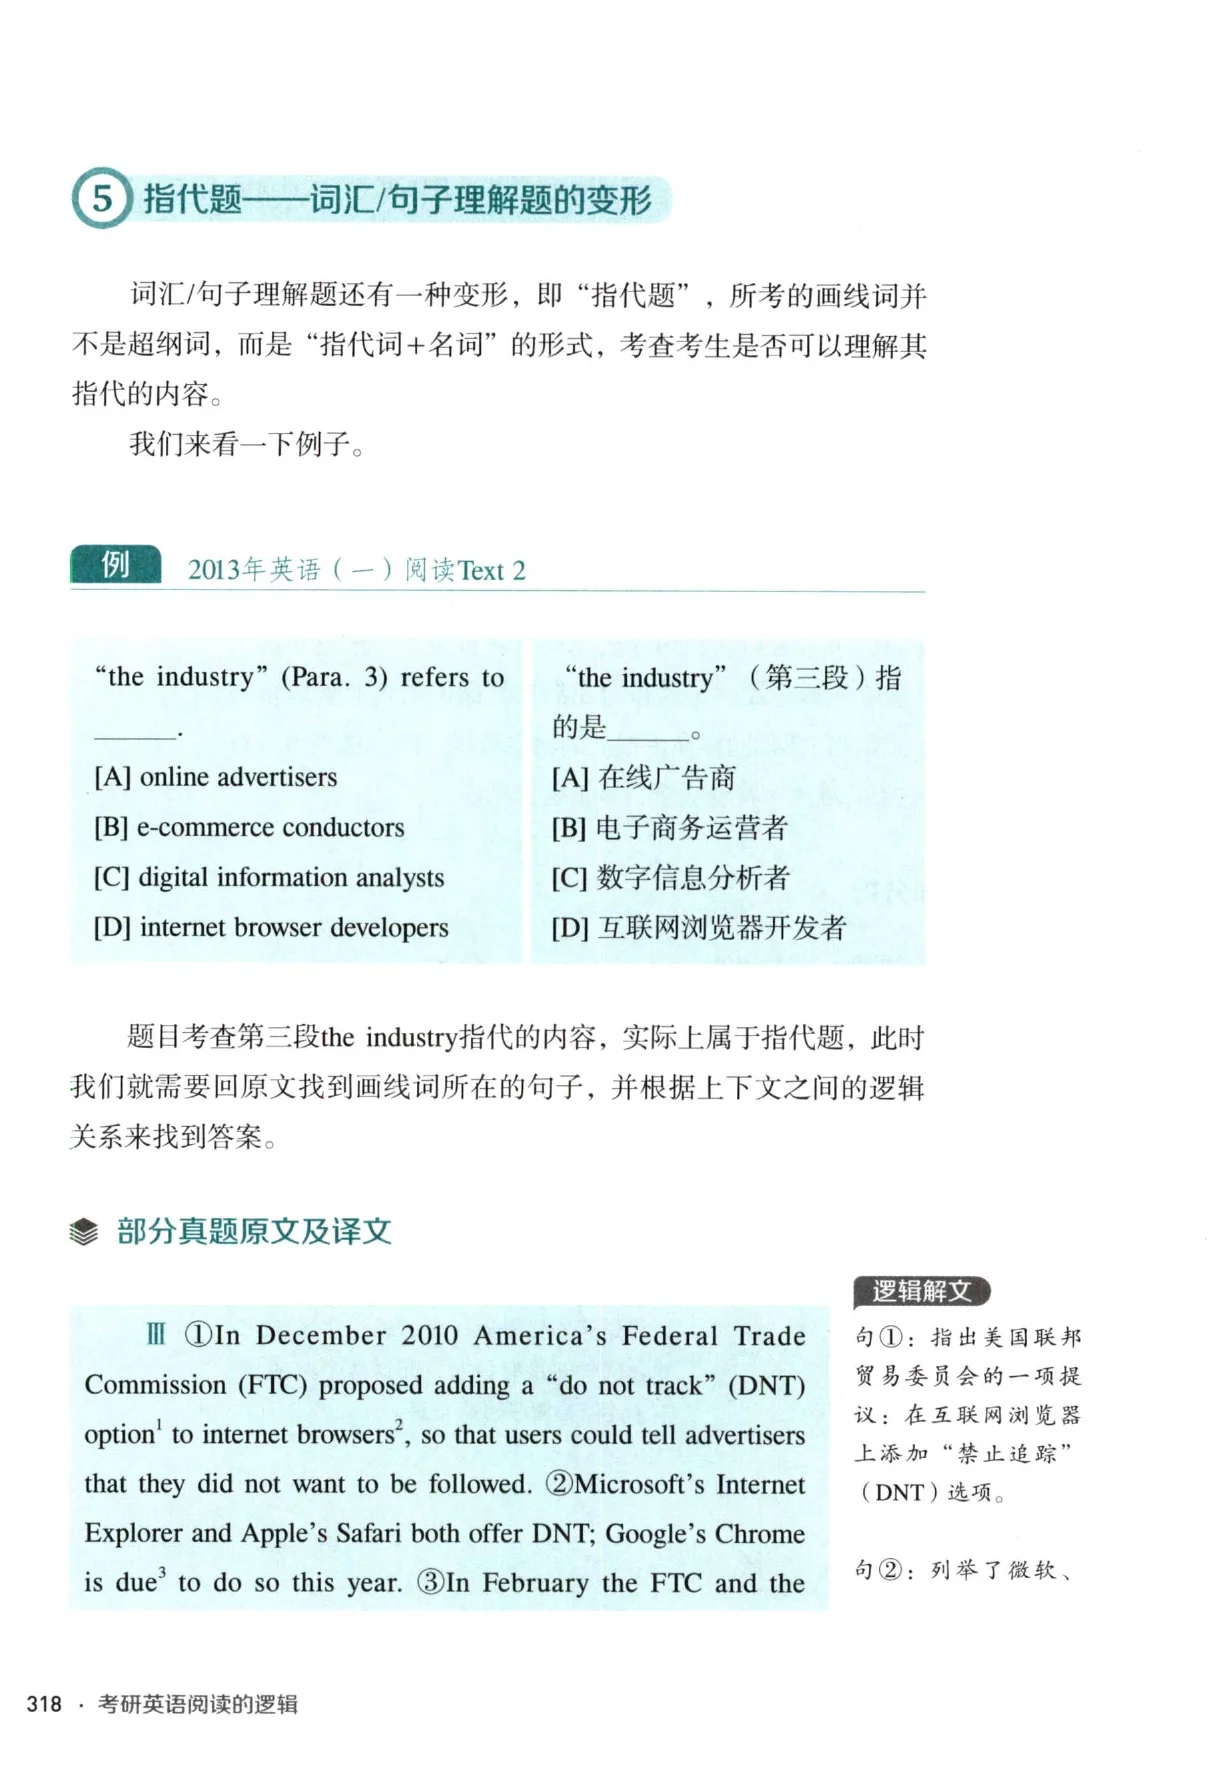 5 指代题——词汇/句子理解题的变形
词汇/句子理解题还有一种变形，即“指代题”，所考的画线词并
不是超纲词，而是“指代词+名词”的形式，考查考生是否可以理解其
指代的内容。
我们来看一下例子。
例 2013年英语（一）阅读Text 2
“the industry” (Para. 3) refers to
______.
[A] online advertisers
[B] e-commerce conductors
[C] digital information analysts
[D] internet browser developers
“the industry”（第三段）指
的是______。
[A] 在线广告商
[B] 电子商务运营者
[C] 数字信息分析者
[D] 互联网浏览器开发者
题目考查第三段the industry指代的内容，实际上属于指代题，此时
我们就需要回原文找到画线词所在的句子，并根据上下文之间的逻辑
关系来找到答案。
部分真题原文及译文
Ⅲ ①In December 2010 America’s Federal Trade
Commission (FTC) proposed adding a “do not track” (DNT)
option¹ to internet browsers², so that users could tell advertisers
that they did not want to be followed. ②Microsoft’s Internet
Explorer and Apple’s Safari both offer DNT; Google’s Chrome
is due³ to do so this year. ③In February the FTC and the
逻辑解文
句①：指出美国联邦
贸易委员会的一项提
议：在互联网浏览器
上添加“禁止追踪”
（DNT）选项。
句②：列举了微软、
318 · 考研英语阅读的逻辑